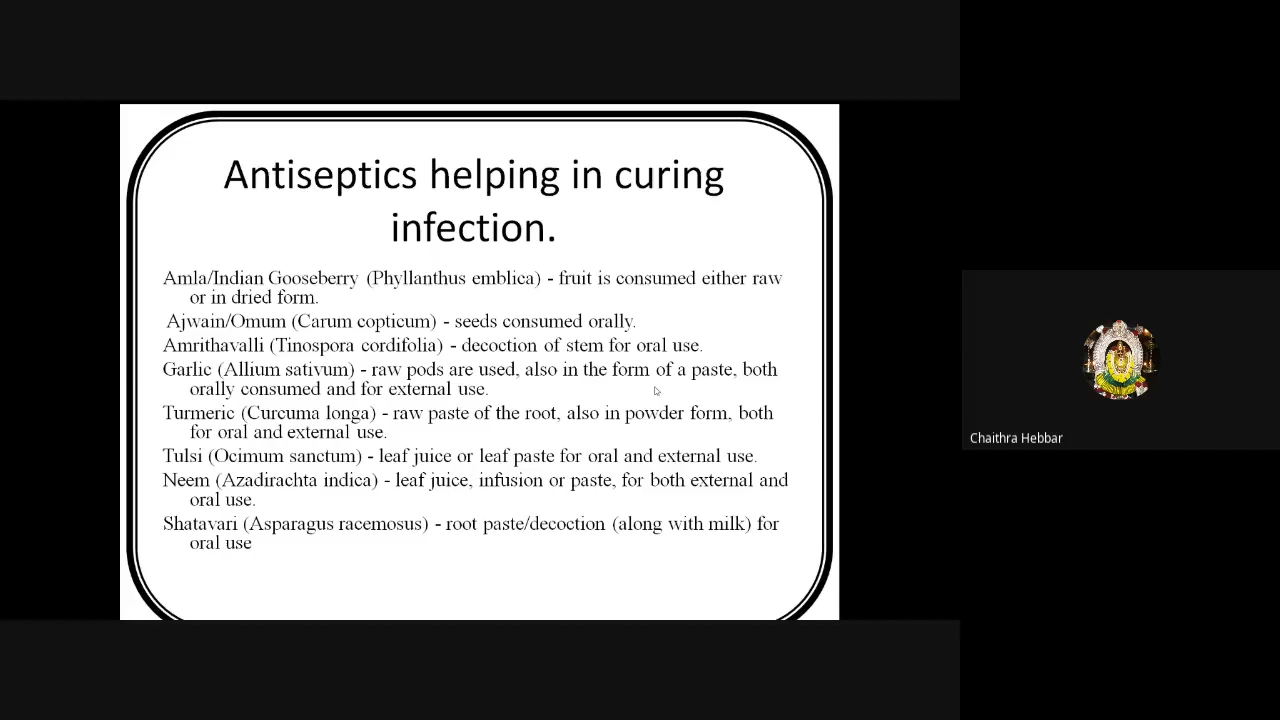 Antiseptics helping in curing
infection.
Amla/Indian Gooseberry (Phyllanthus emblica) - fruit is consumed either raw
or in dried form.
Ajwain/Omum (Carum copticum) - seeds consumed orally.
Amrithavalli (Tinospora cordifolia) - decoction of stem for oral use.
Garlic (Allium sativum) - raw pods are used, also in the form of a paste, both
orally consumed and for external use.
Turmeric (Curcuma longa) - raw paste of the root, also in powder form, both
for oral and external use.
Tulsi (Ocimum sanctum) - leaf juice or leaf paste for oral and external use.
Neem (Azadirachta indica) - leaf juice, infusion or paste, for both external and
oral use.
Shatavari (Asparagus racemosus) - root paste/decoction (along with milk) for
oral use
Chaithra Hebbar